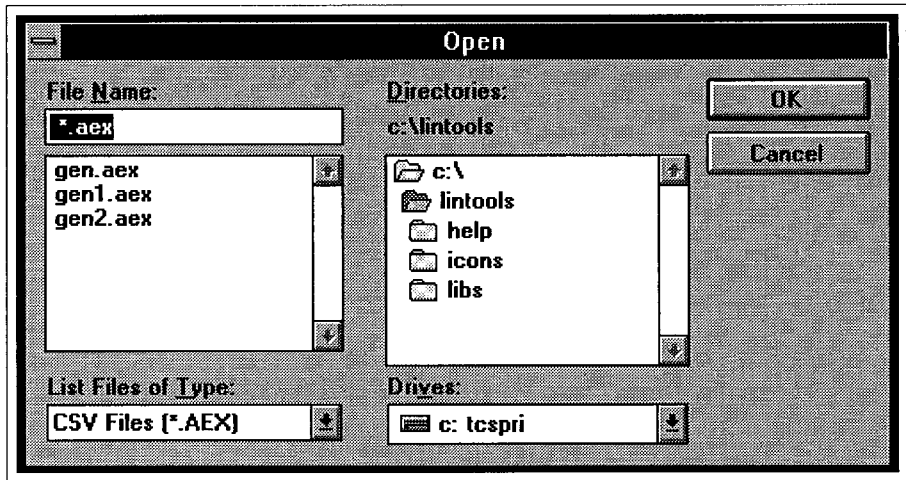 Open
File Name:
*.aex
gen.aex
gen1.aex
gen2.aex
List Files of Type:
CSV Files (*.AEX)
Directories:
c:\lintools
c:\
lintools
help
icons
libs
Drives:
c: tcspri
OK
Cancel